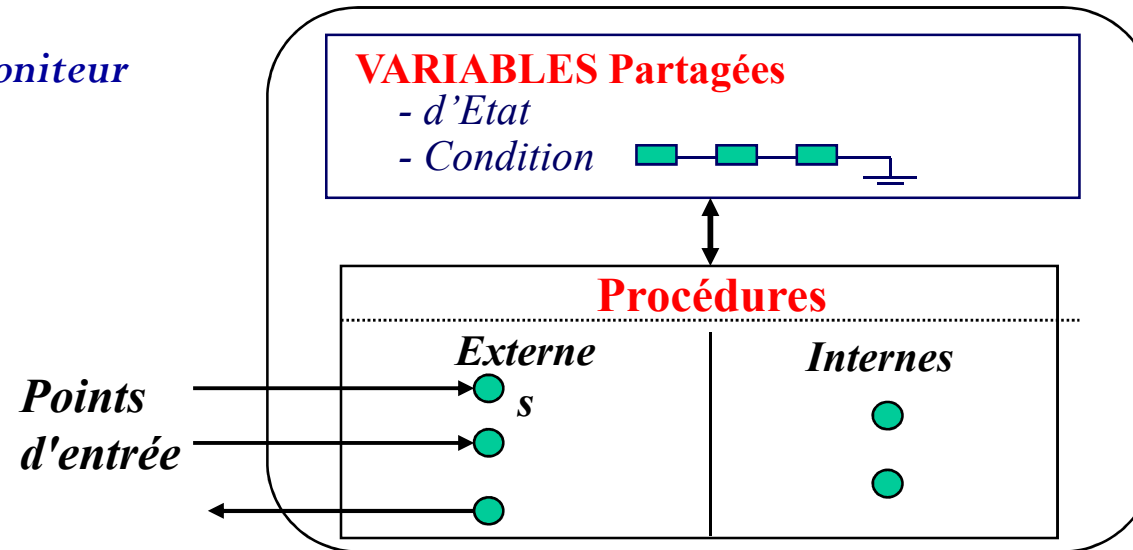 oniteur
VARIABLES Partagées
- d'Etat
- Condition
Procédures
Externe
s
Internes
Points
d'entrée